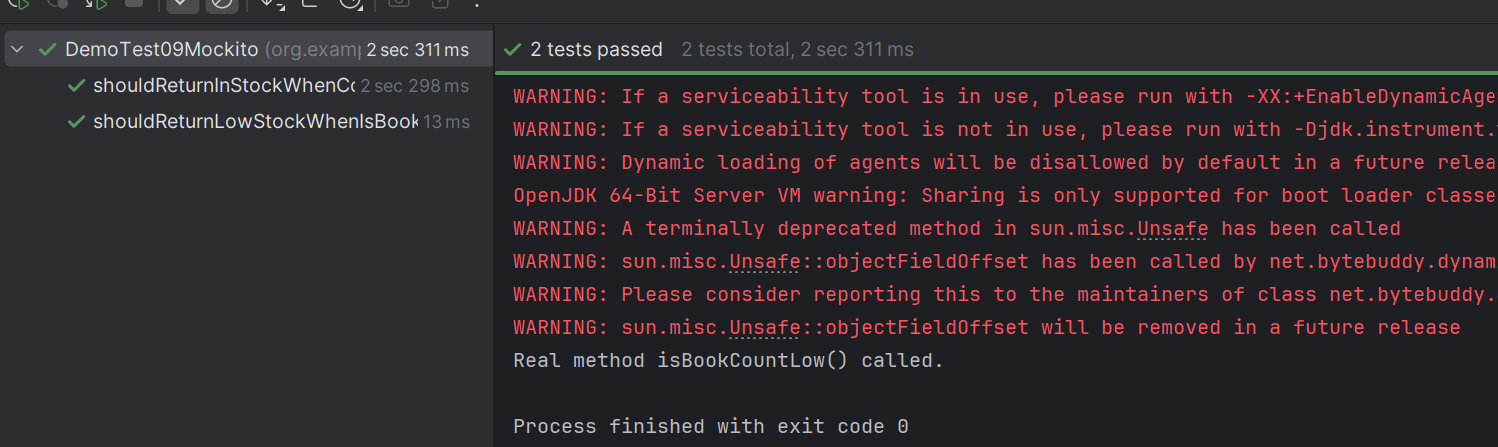 DemoTest09Mockito (org.examp 2 sec 311 ms
shouldReturnInStockWhenCo 2 sec 298 ms
shouldReturnLowStockWhenIsBook 13 ms
2 tests passed 2 tests total, 2 sec 311 ms
WARNING: If a serviceability tool is in use, please run with -XX:+EnableDynamicAge
WARNING: If a serviceability tool is not in use, please run with -Djdk.instrument.
WARNING: Dynamic loading of agents will be disallowed by default in a future relea
OpenJDK 64-Bit Server VM warning: Sharing is only supported for boot loader classe
WARNING: A terminally deprecated method in sun.misc.Unsafe has been called
WARNING: sun.misc.Unsafe::objectFieldOffset has been called by net.bytebuddy.dynam
WARNING: Please consider reporting this to the maintainers of class net.bytebuddy.
WARNING: sun.misc.Unsafe::objectFieldOffset will be removed in a future release
Real method isBookCountLow() called.
Process finished with exit code 0